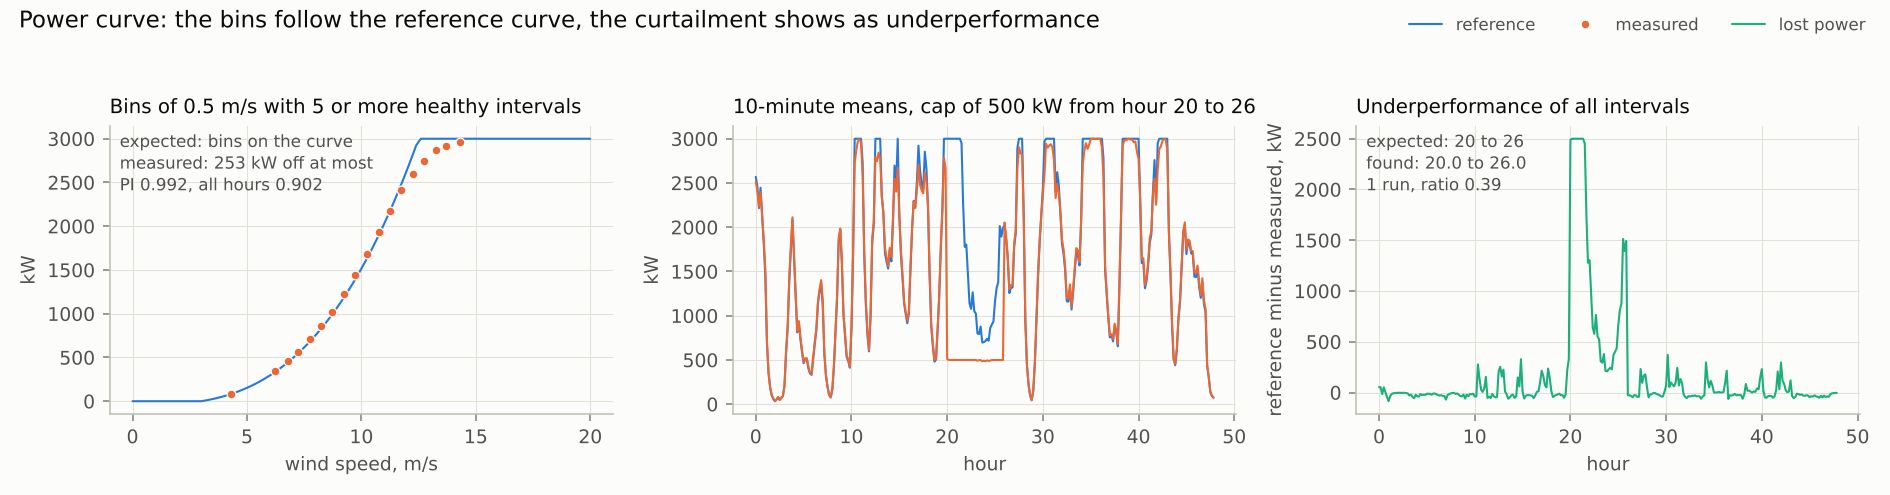 Power curve: the bins follow the reference curve, the curtailment shows as underperformance
reference
measured
lost power
Bins of 0.5 m/s with 5 or more healthy intervals
expected: bins on the curve
measured: 253 kW off at most
PI 0.992, all hours 0.902
kW
3000
2500
2000
1500
1000
500
0
0
5
10
15
20
wind speed, m/s
10-minute means, cap of 500 kW from hour 20 to 26
kW
3000
2500
2000
1500
1000
500
0
0
10
20
30
40
50
hour
Underperformance of all intervals
expected: 20 to 26
found: 20.0 to 26.0
1 run, ratio 0.39
reference minus measured, kW
2500
2000
1500
1000
500
0
0
10
20
30
40
50
hour